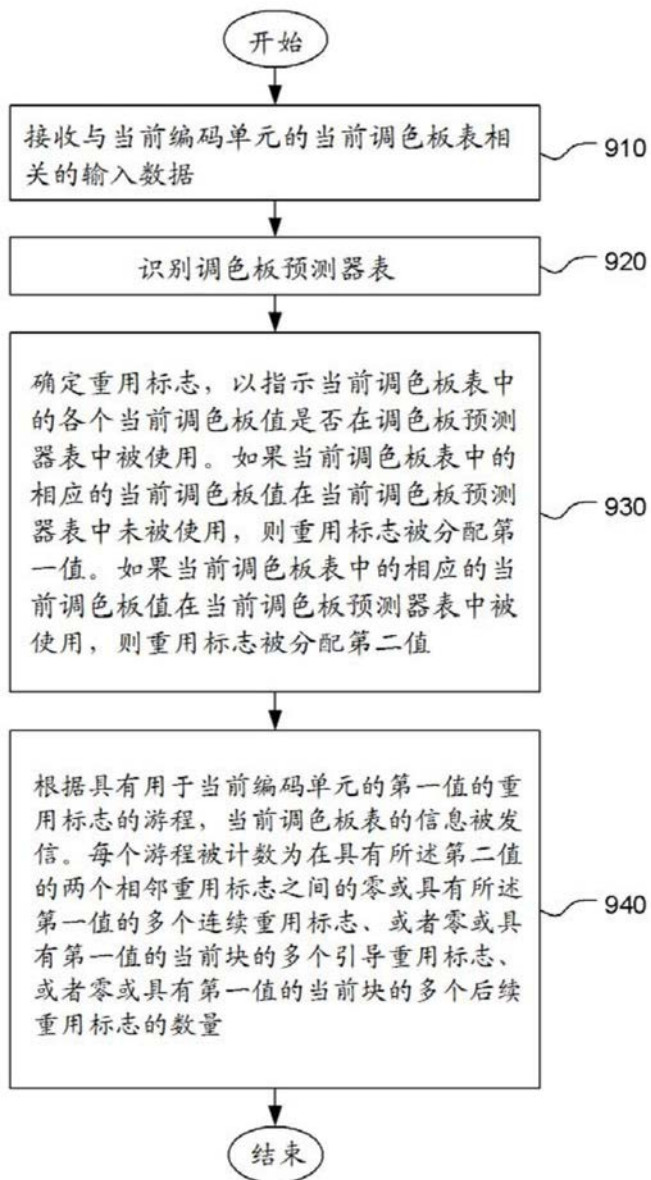 开始
接收与当前编码单元的当前调色板表相
关的输入数据
910
识别调色板预测器表
920
确定重用标志，以指示当前调色板表中
的各个当前调色板值是否在调色板预测
器表中被使用。如果当前调色板表中的
相应的当前调色板值在当前调色板预测
器表中未被使用，则重用标志被分配第
一值。如果当前调色板表中的相应的当
前调色板值在当前调色板预测器表中被
使用，则重用标志被分配第二值
930
根据具有用于当前编码单元的第一值的重
用标志的游程，当前调色板表的信息被发
信。每个游程被计数为在具有所述第二值
的两个相邻重用标志之间的零或具有所述
第一值的多个连续重用标志、或者零或具
有第一值的当前块的多个引导重用标志、
或者零或具有第一值的当前块的多个后续
重用标志的数量
940
结束